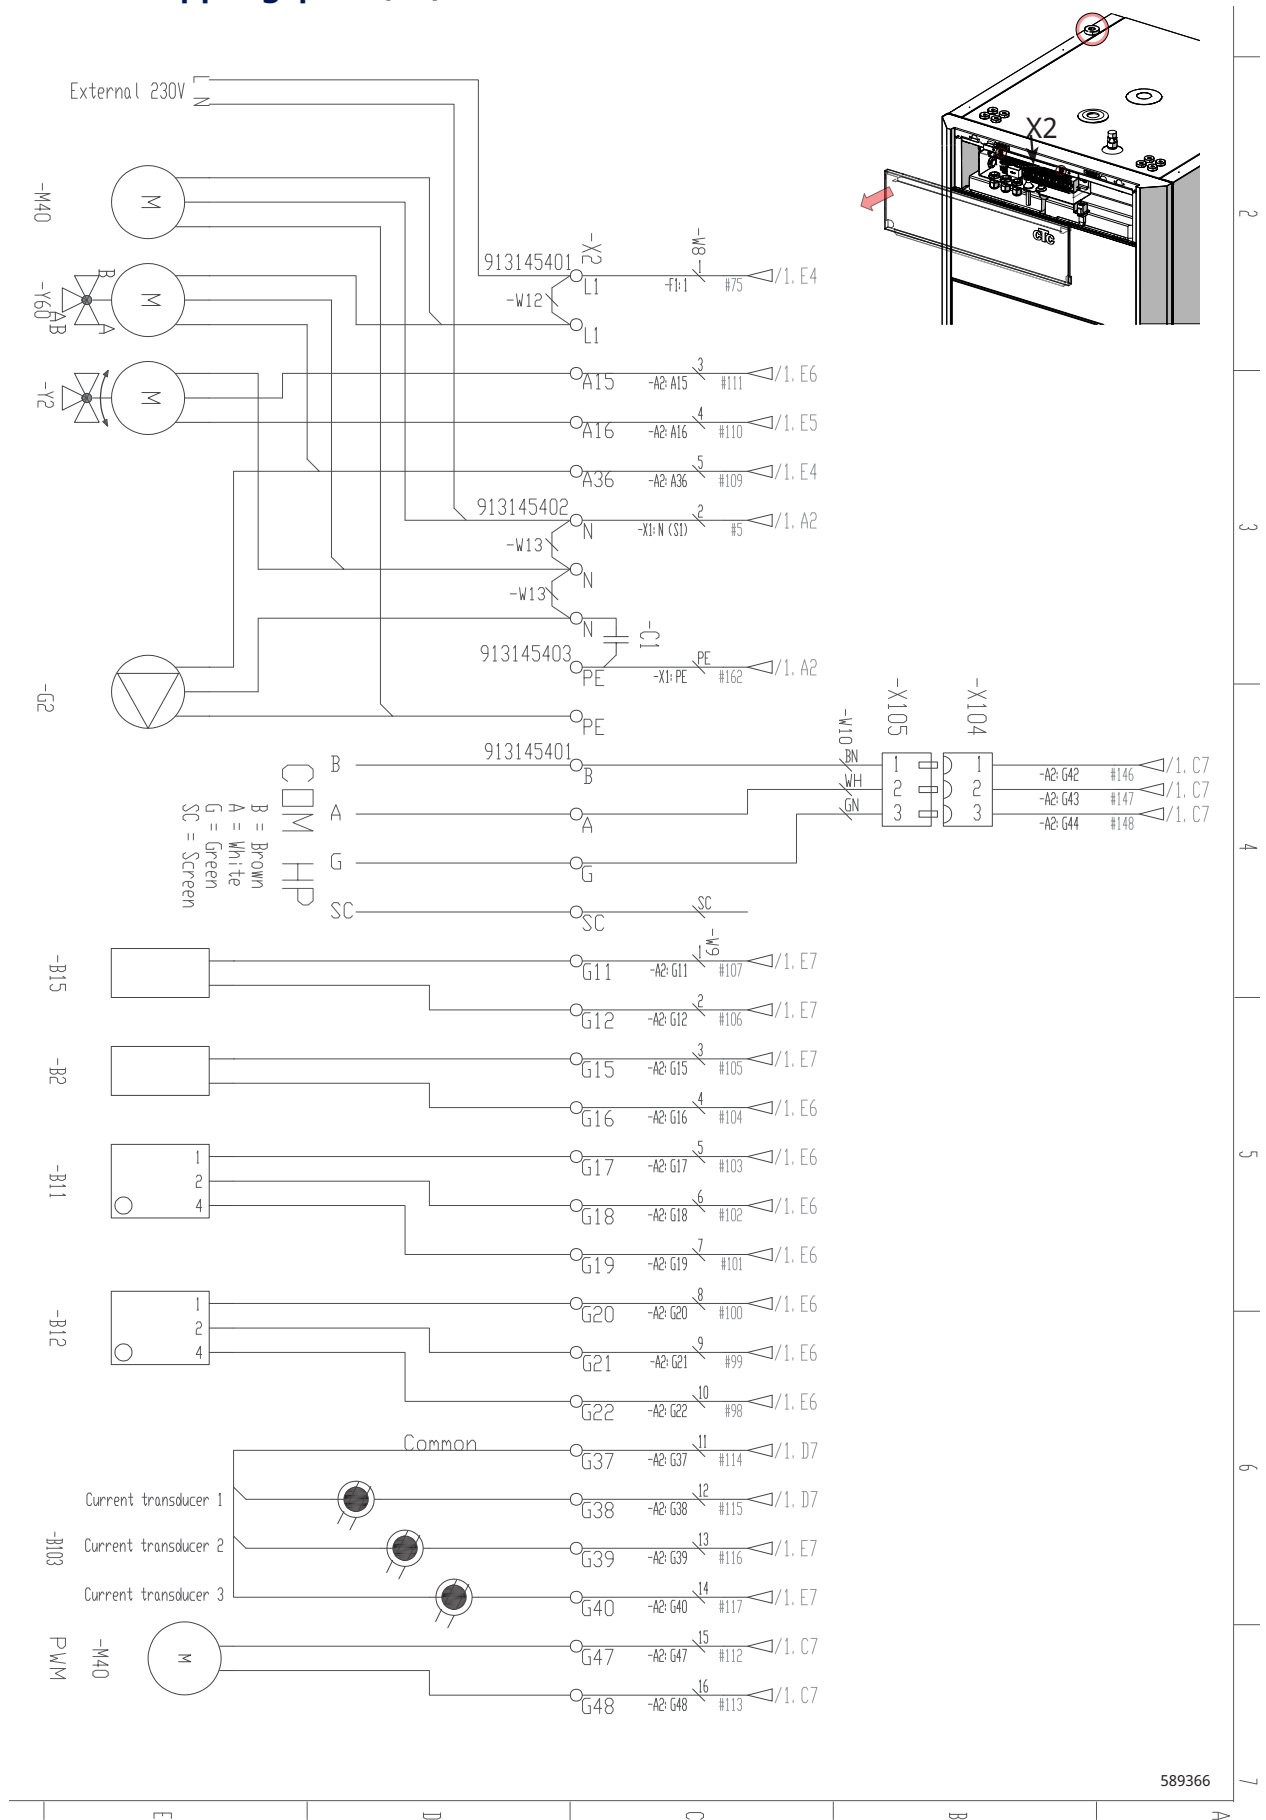 External 230V L
N
X2
cTc
2
-M40
-X2
-W8
913145401
L1
-F1:1
1
#75
/1.E4
-W12
L1
-Y60
B
AB
A
M
M
A15
-A2:A15
3
#111
/1.E6
-Y2
M
A16
-A2:A16
4
#110
/1.E5
A36
-A2:A36
5
#109
/1.E4
913145402
N
-X1:N (S1)
2
#5
/1.A2
3
-W13
N
-W13
N
-C1
913145403
PE
-X1:PE
PE
#162
/1.A2
-G2
PE
-X105
-X104
-W10
913145401
B
B
BN
1
1
-A2:G42
#146
/1.C7
WH
2
2
-A2:G43
#147
/1.C7
A
A
GN
3
3
-A2:G44
#148
/1.C7
COM HP
B = Brown
A = White
G = Green
SC = Screen
4
G
G
SC
SC
SC
-W9
-B15
G11
-A2:G11
1
#107
/1.E7
G12
-A2:G12
2
#106
/1.E7
-B2
G15
-A2:G15
3
#105
/1.E7
G16
-A2:G16
4
#104
/1.E6
5
-B11
1
2
4
G17
-A2:G17
5
#103
/1.E6
G18
-A2:G18
6
#102
/1.E6
G19
-A2:G19
7
#101
/1.E6
-B12
1
2
4
G20
-A2:G20
8
#100
/1.E6
G21
-A2:G21
9
#99
/1.E6
G22
-A2:G22
10
#98
/1.E6
Common
G37
-A2:G37
11
#114
/1.D7
6
-B103
Current transducer 1
G38
-A2:G38
12
#115
/1.D7
Current transducer 2
G39
-A2:G39
13
#116
/1.E7
Current transducer 3
G40
-A2:G40
14
#117
/1.E7
PWM
-M40
M
G47
-A2:G47
15
#112
/1.C7
G48
-A2:G48
16
#113
/1.C7
589366
7
E
D
C
B
A